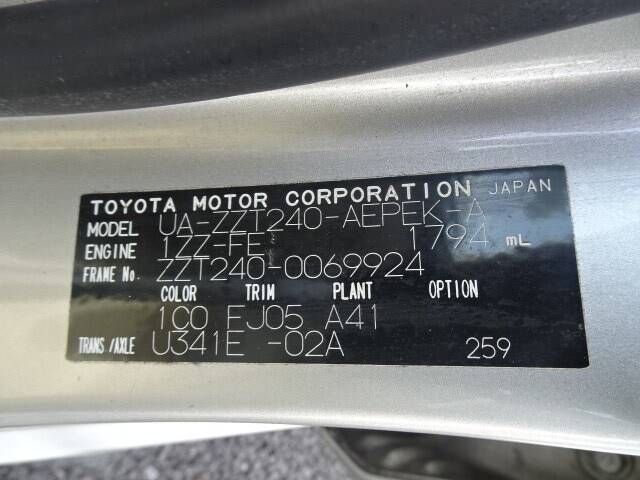 TOYOTA MOTOR CORPORATION JAPAN
MODEL UA-ZZT240-AEPEK-A
ENGINE 1ZZ-FE 1794 mL
FRAME No. ZZT240-0069924
COLOR TRIM PLANT OPTION
1C0 FJ05 A41
TRANS/AXLE U341E -02A 259